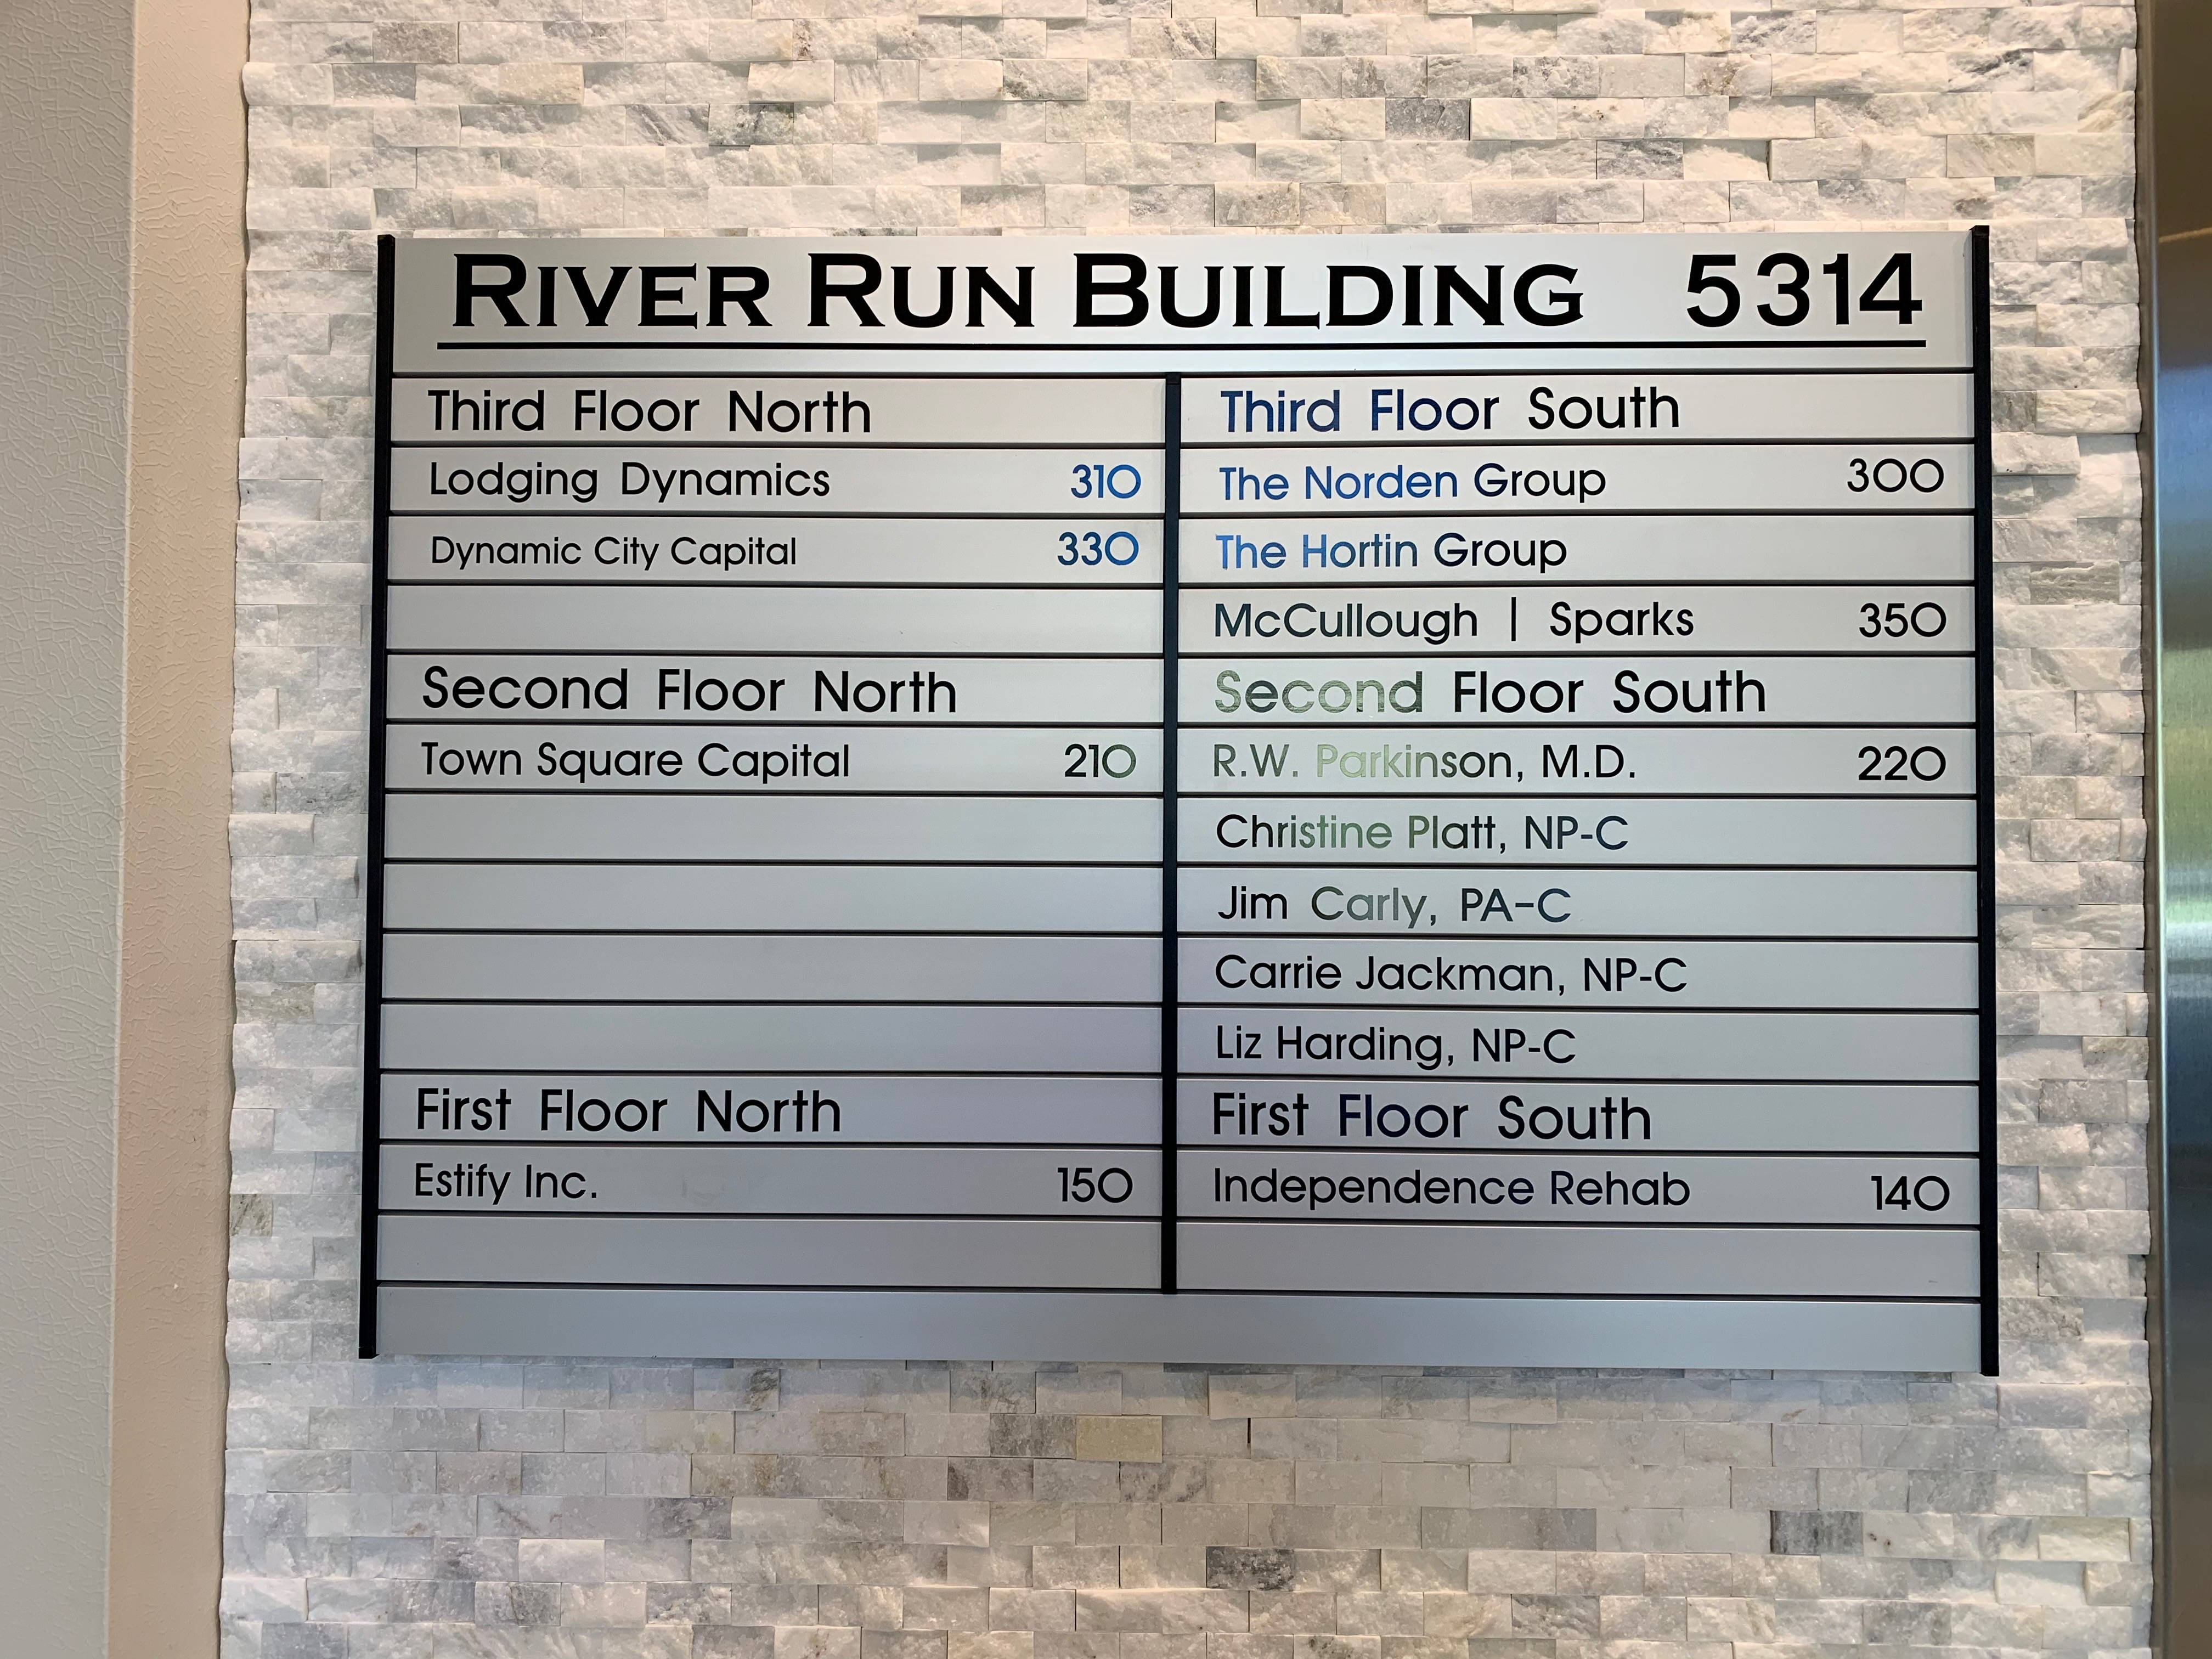 RIVER RUN BUILDING 5314
Third Floor North
Lodging Dynamics 310
Dynamic City Capital 330
Second Floor North
Town Square Capital 210
First Floor North
Estify Inc. 150
Third Floor South
The Norden Group 300
The Hortin Group
McCullough | Sparks 350
Second Floor South
R.W. Parkinson, M.D. 220
Christine Platt, NP-C
Jim Carly, PA-C
Carrie Jackman, NP-C
Liz Harding, NP-C
First Floor South
Independence Rehab 140